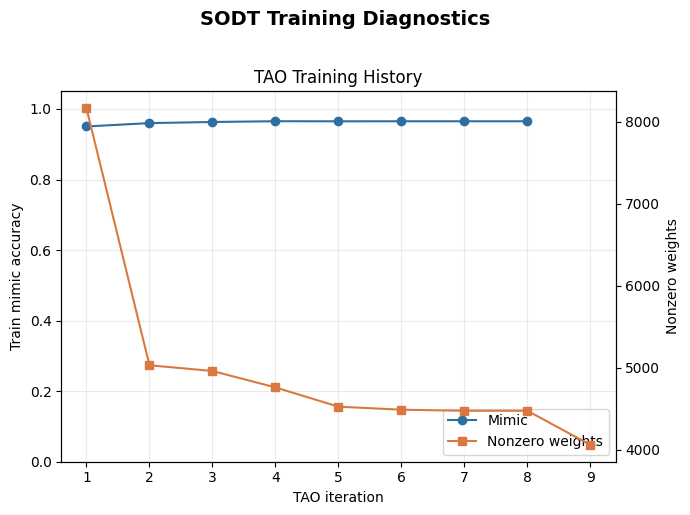 SODT Training Diagnostics
TAO Training History
Train mimic accuracy
1.0
0.8
0.6
0.4
0.2
0.0
8000
7000
6000
5000
4000
Nonzero weights
Mimic
Nonzero weights
1 2 3 4 5 6 7 8 9
TAO iteration